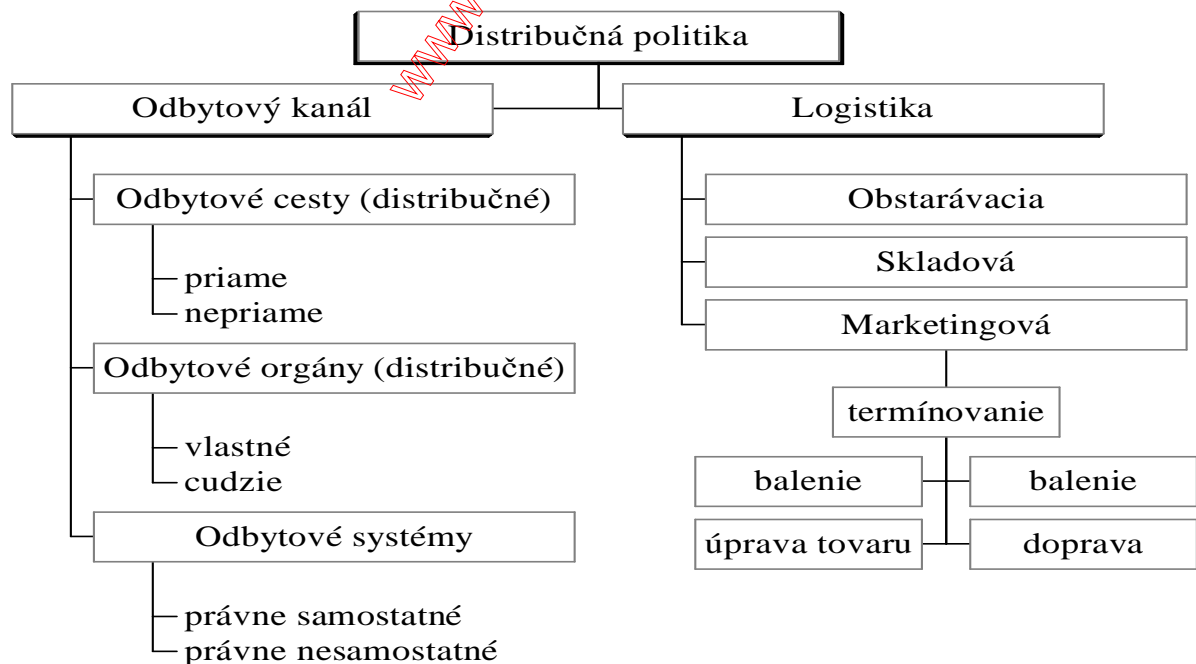 Distribučná politika
www
Odbytový kanál
Logistika
Odbytové cesty (distribučné)
priame
nepriame
Odbytové orgány (distribučné)
vlastné
cudzie
Odbytové systémy
právne samostatné
právne nesamostatné
Obstarávacia
Skladová
Marketingová
termínovanie
balenie
balenie
úprava tovaru
doprava